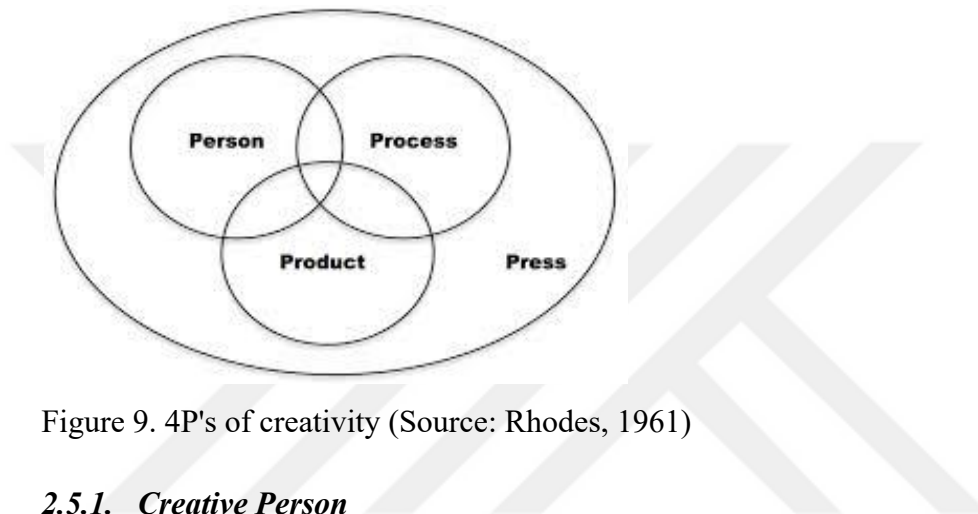 Person Process
Product Press
Figure 9. 4P's of creativity (Source: Rhodes, 1961)
2.5.1. Creative Person